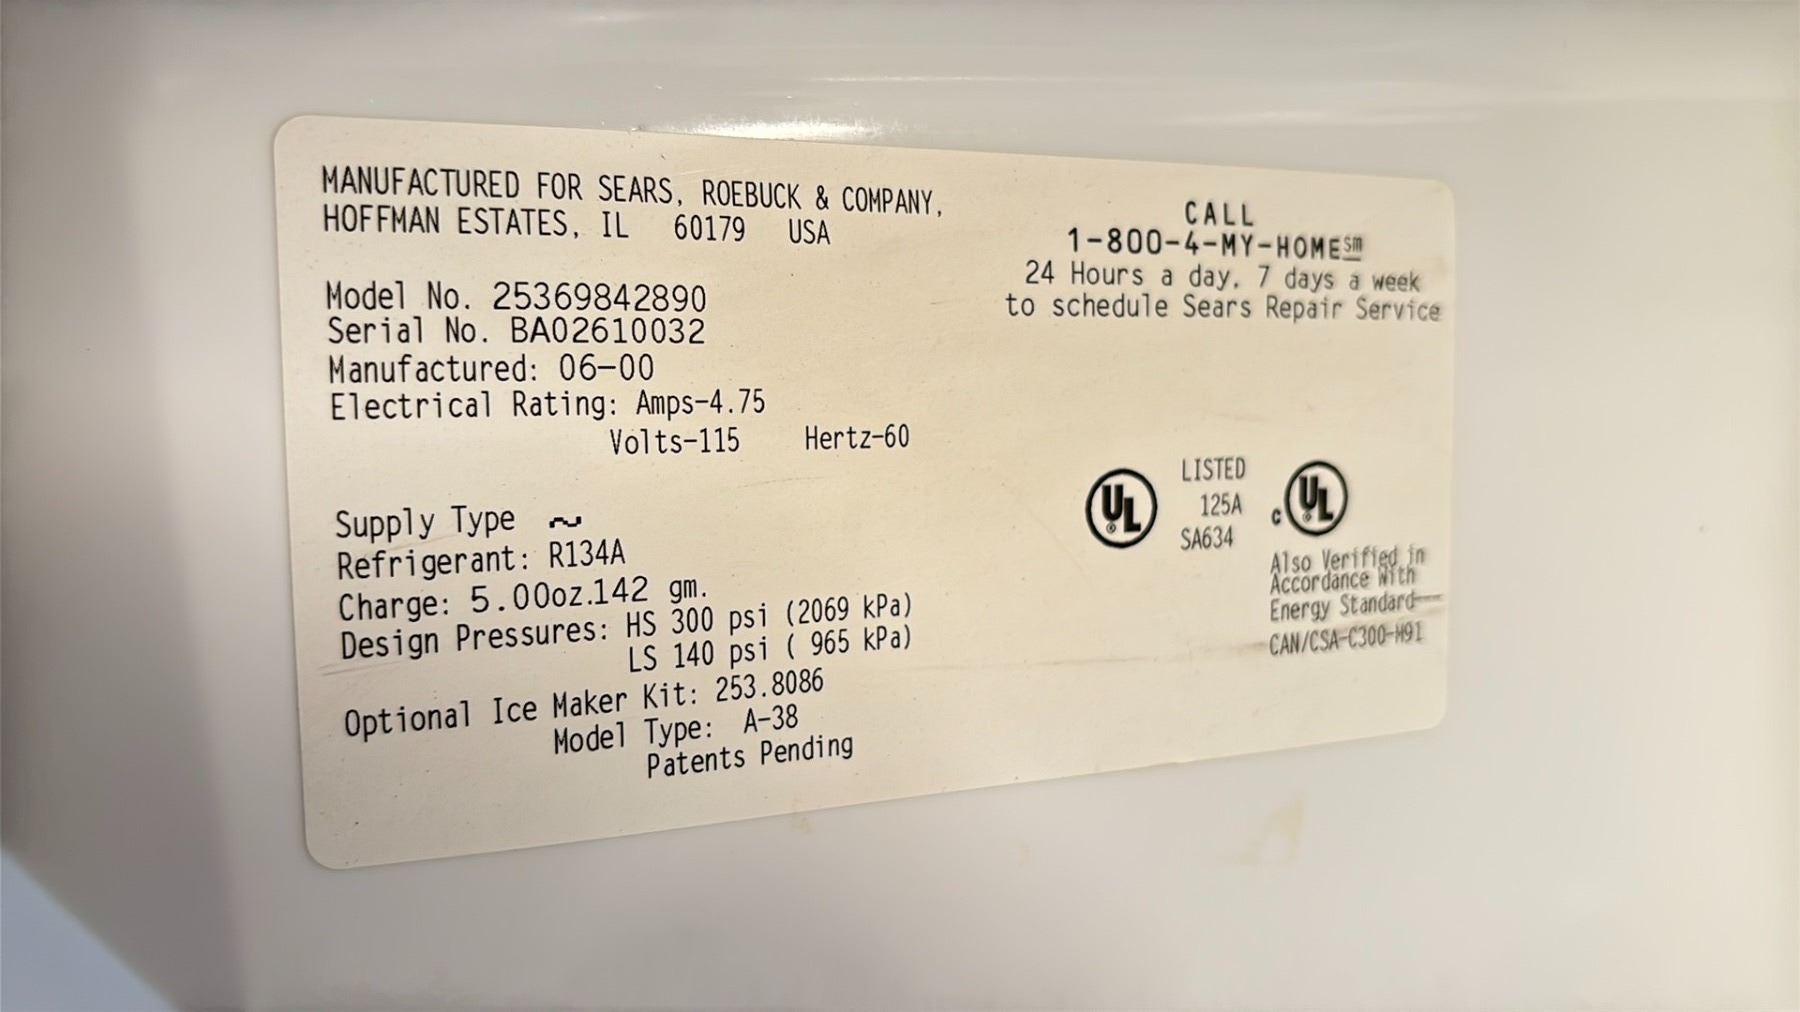 MANUFACTURED FOR SEARS, ROEBUCK & COMPANY,
HOFFMAN ESTATES, IL 60179 USA
Model No. 25369842890
Serial No. BA02610032
Manufactured: 06-00
Electrical Rating: Amps-4.75
Volts-115 Hertz-60
Supply Type ~
Refrigerant: R134A
Charge: 5.00oz.142 gm.
Design Pressures: HS 300 psi (2069 kPa)
LS 140 psi ( 965 kPa)
Optional Ice Maker Kit: 253.8086
Model Type: A-38
Patents Pending
CALL
1-800-4-MY-HOME℠
24 Hours a day, 7 days a week
to schedule Sears Repair Service
UL ®
LISTED
125A
SA634
c UL ®
Also Verified in
Accordance With
Energy Standard
CAN/CSA-C300-M91